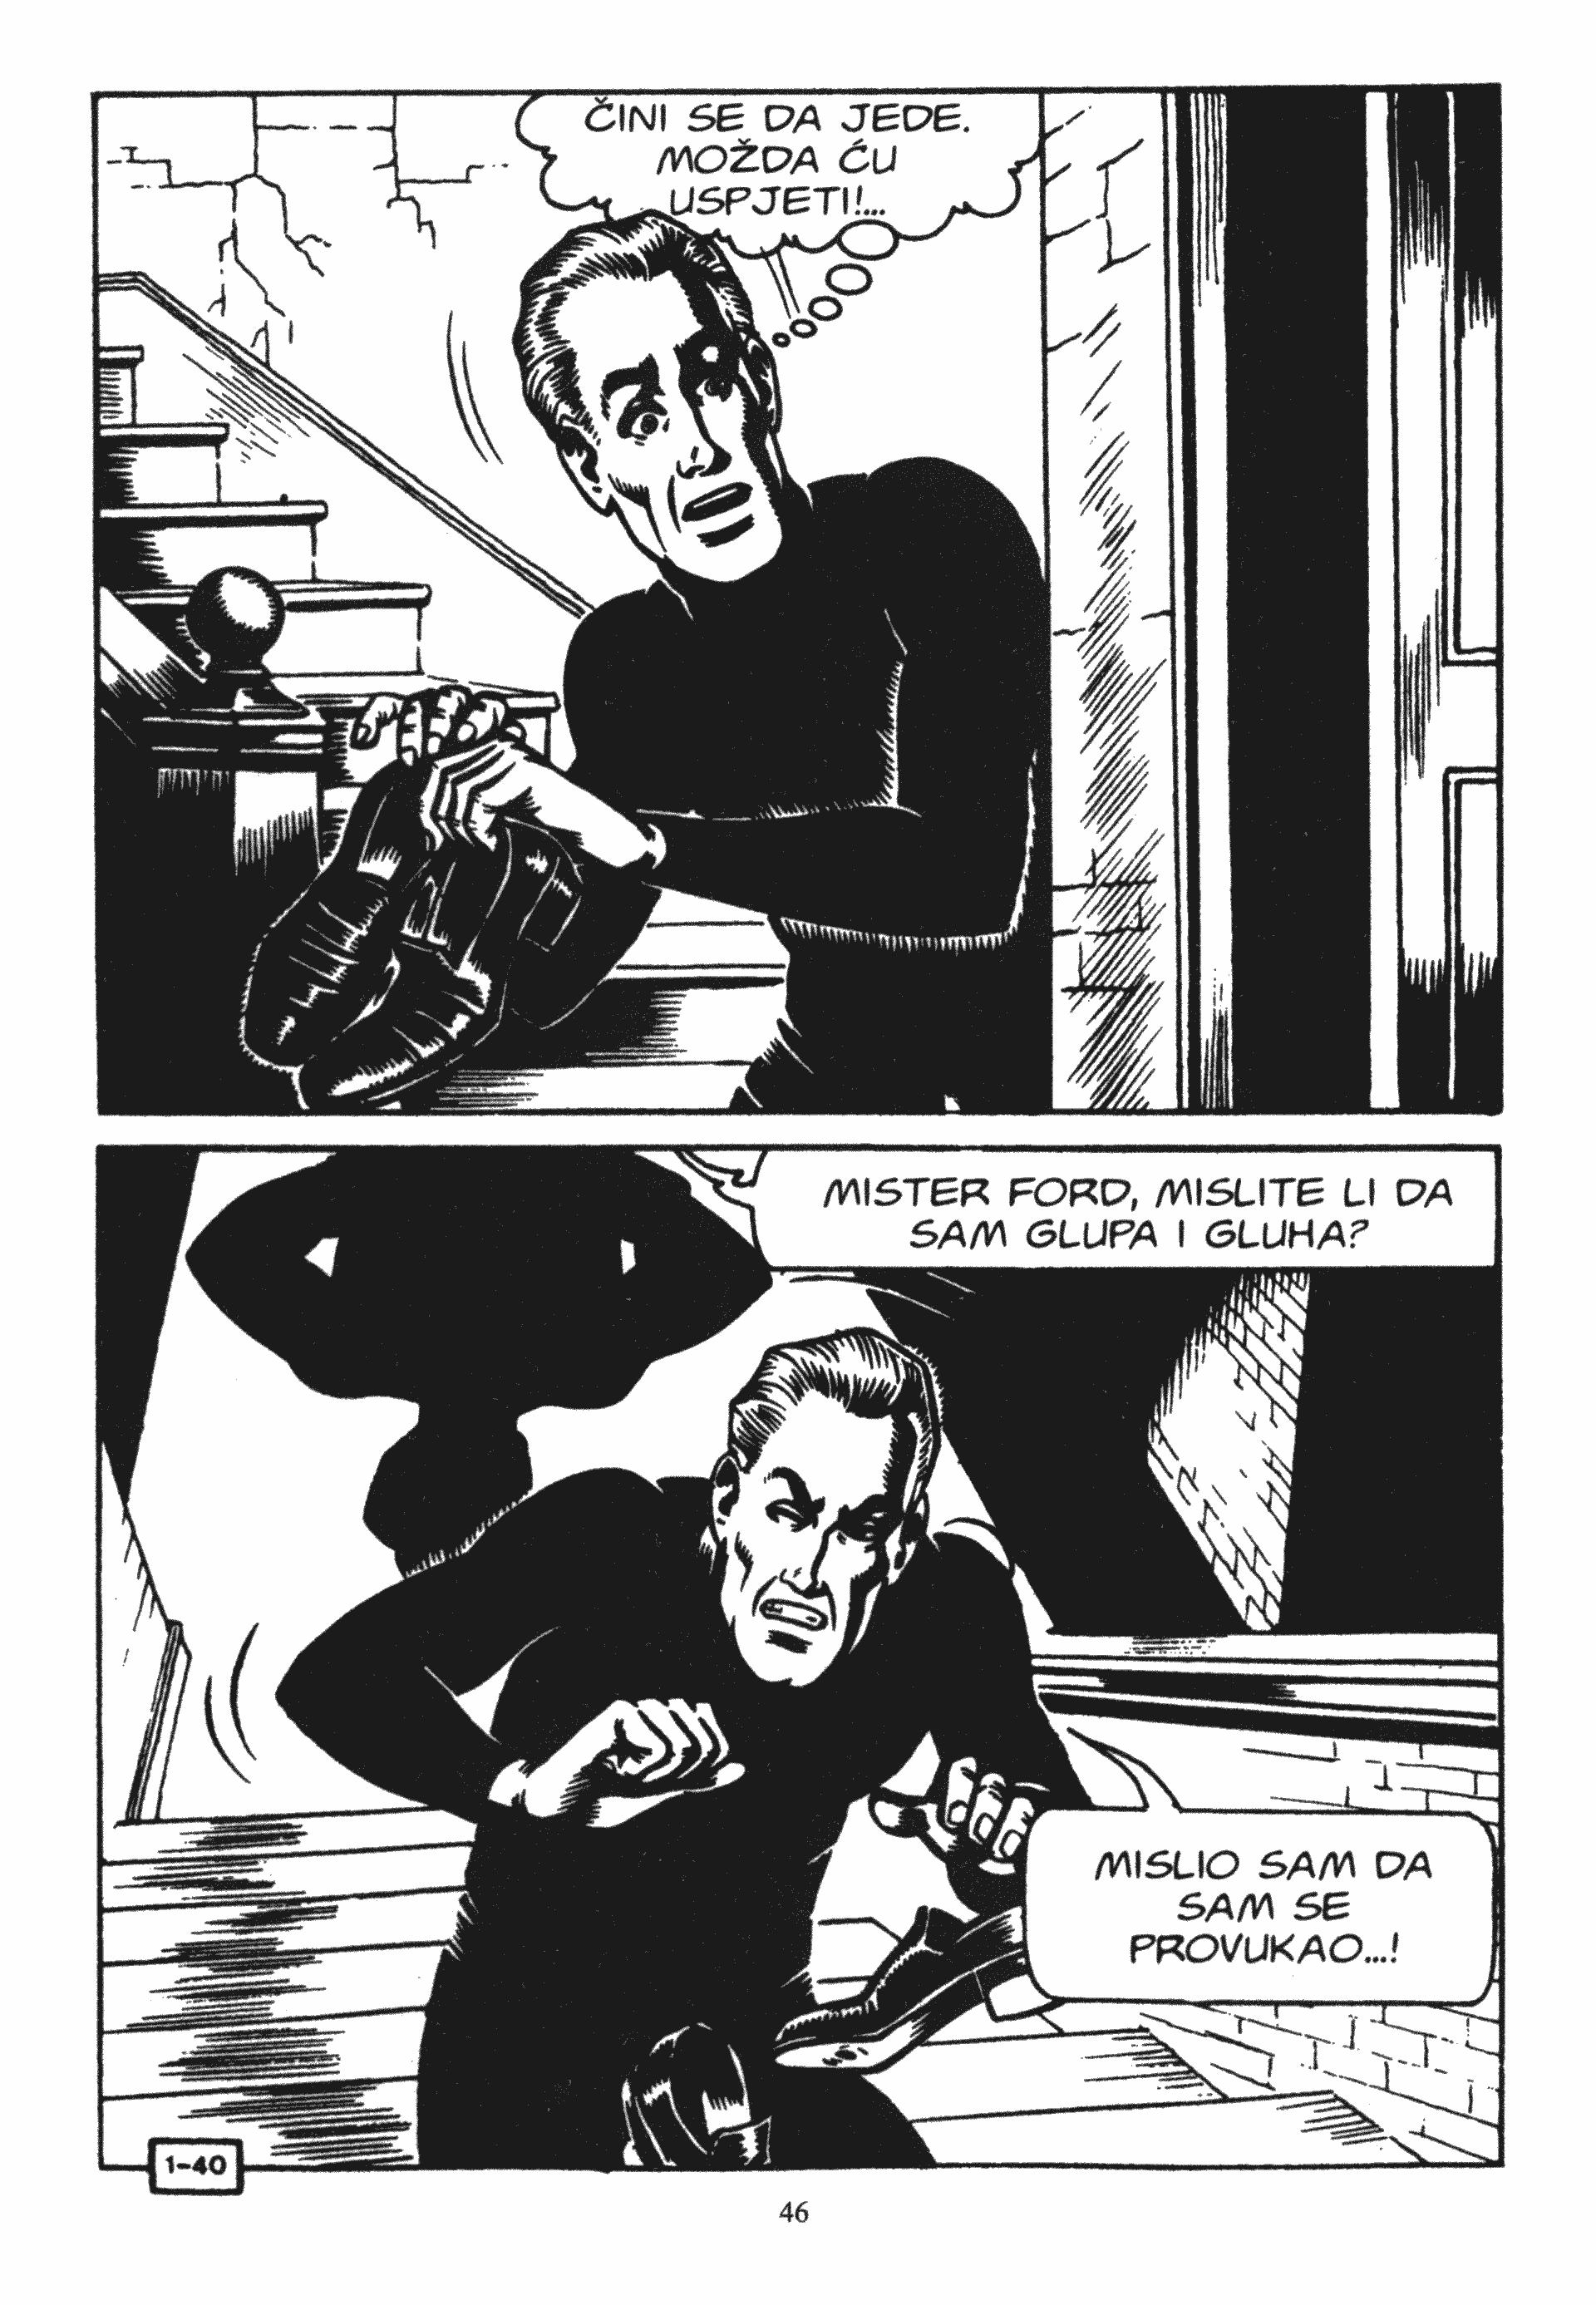 ČINI SE DA JEDE.
MOŽDA ĆU
USPJETI!...
MISTER FORD, MISLITE LI DA
SAM GLUPA I GLUHA?
MISLIO SAM DA
SAM SE
PROVUKAO...!
1-40
46